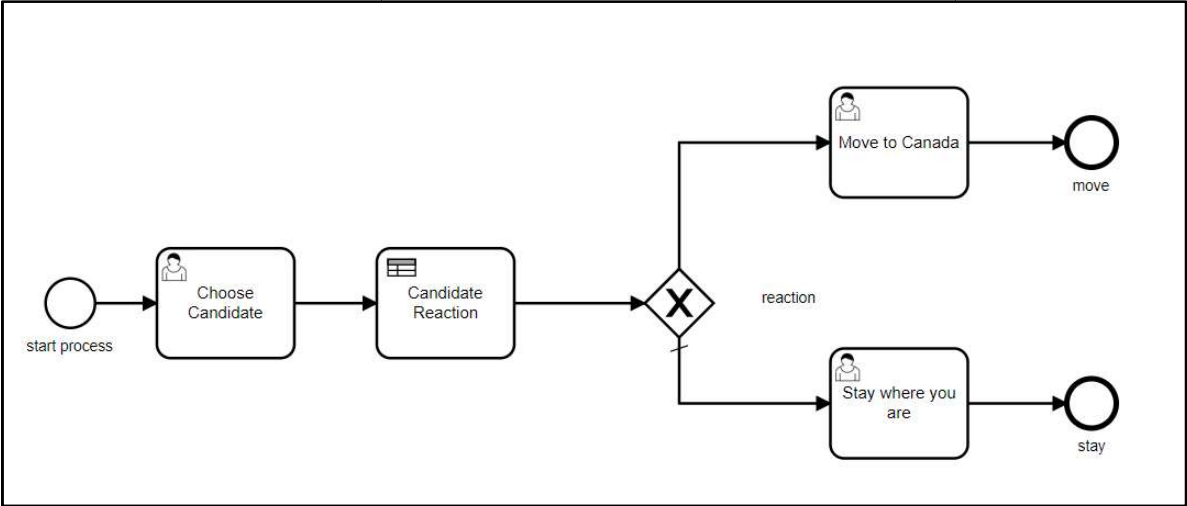 start process
Choose
Candidate
Candidate
Reaction
reaction
Move to Canada
move
Stay where you
are
stay